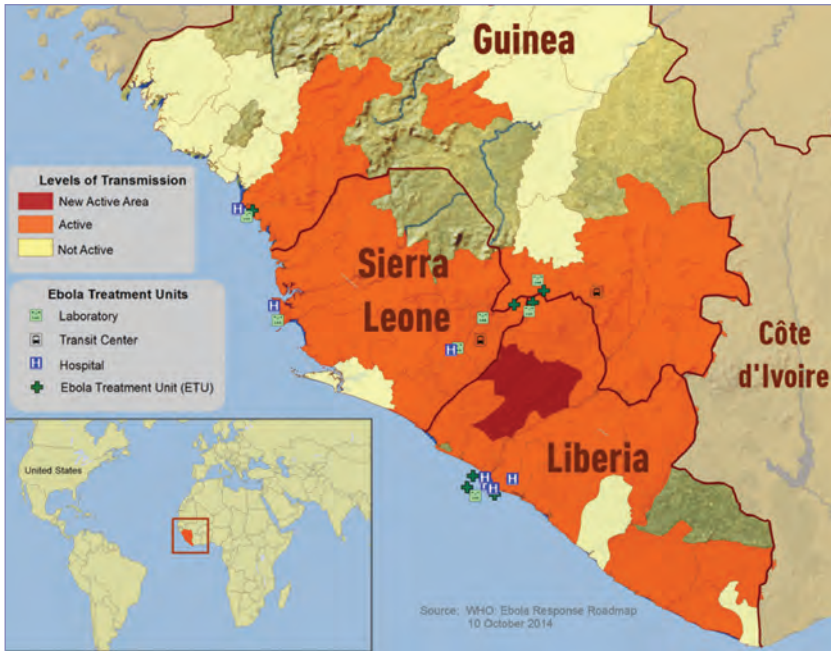 Guinea
Levels of Transmission
New Active Area
Active
Not Active
Sierra
Leone
Ebola Treatment Units
Laboratory
Transit Center
H Hospital
Ebola Treatment Unit (ETU)
Côte
d'Ivoire
Liberia
United States
Source: WHO: Ebola Response Roadmap
10 October 2014